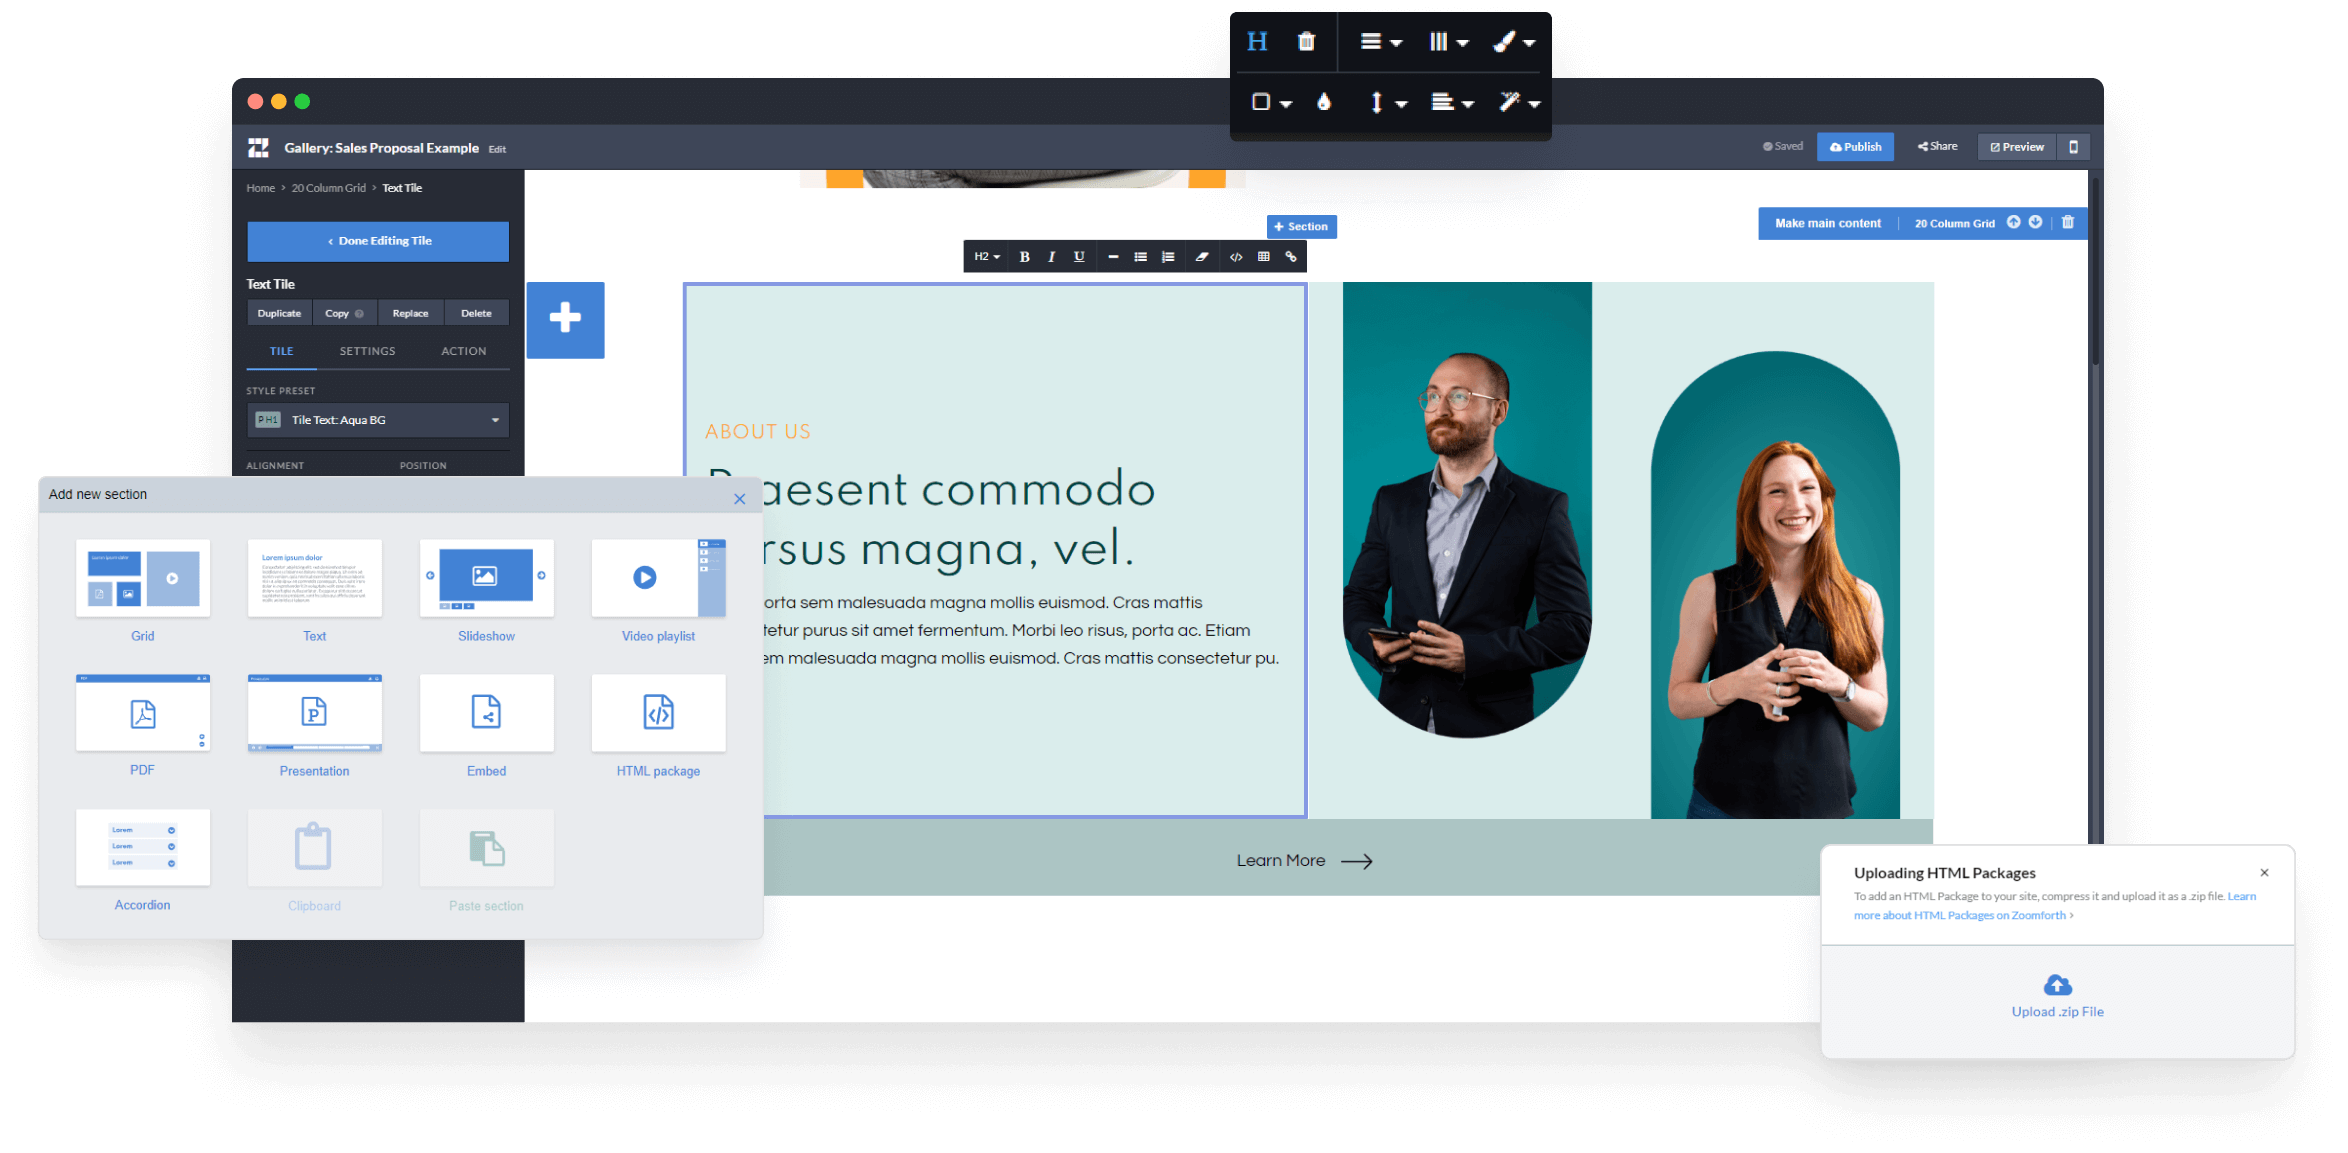 H
Gallery: Sales Proposal Example Edit
Saved
Publish
Share
Preview
Home > 20 Column Grid > Text Tile
‹ Done Editing Tile
Text Tile
Duplicate
Copy
Replace
Delete
TILE
SETTINGS
ACTION
STYLE PRESET
P H1 Tile Text: Aqua BG
ALIGNMENT
POSITION
+ Section
Make main content
20 Column Grid
H2 B I U
ABOUT US
aesent commodo
rsus magna, vel.
orta sem malesuada magna mollis euismod. Cras mattis
tetur purus sit amet fermentum. Morbi leo risus, porta ac. Etiam
em malesuada magna mollis euismod. Cras mattis consectetur pu.
Learn More
Add new section
Lorem ipsum dolor
Lorem ipsum dolor
Grid
Text
Slideshow
Video playlist
PDF
P
PDF
Presentation
Embed
HTML package
Lorem
Lorem
Lorem
Accordion
Clipboard
Paste section
Uploading HTML Packages
To add an HTML Package to your site, compress it and upload it as a .zip file. Learn
more about HTML Packages on Zoomforth >
Upload .zip File